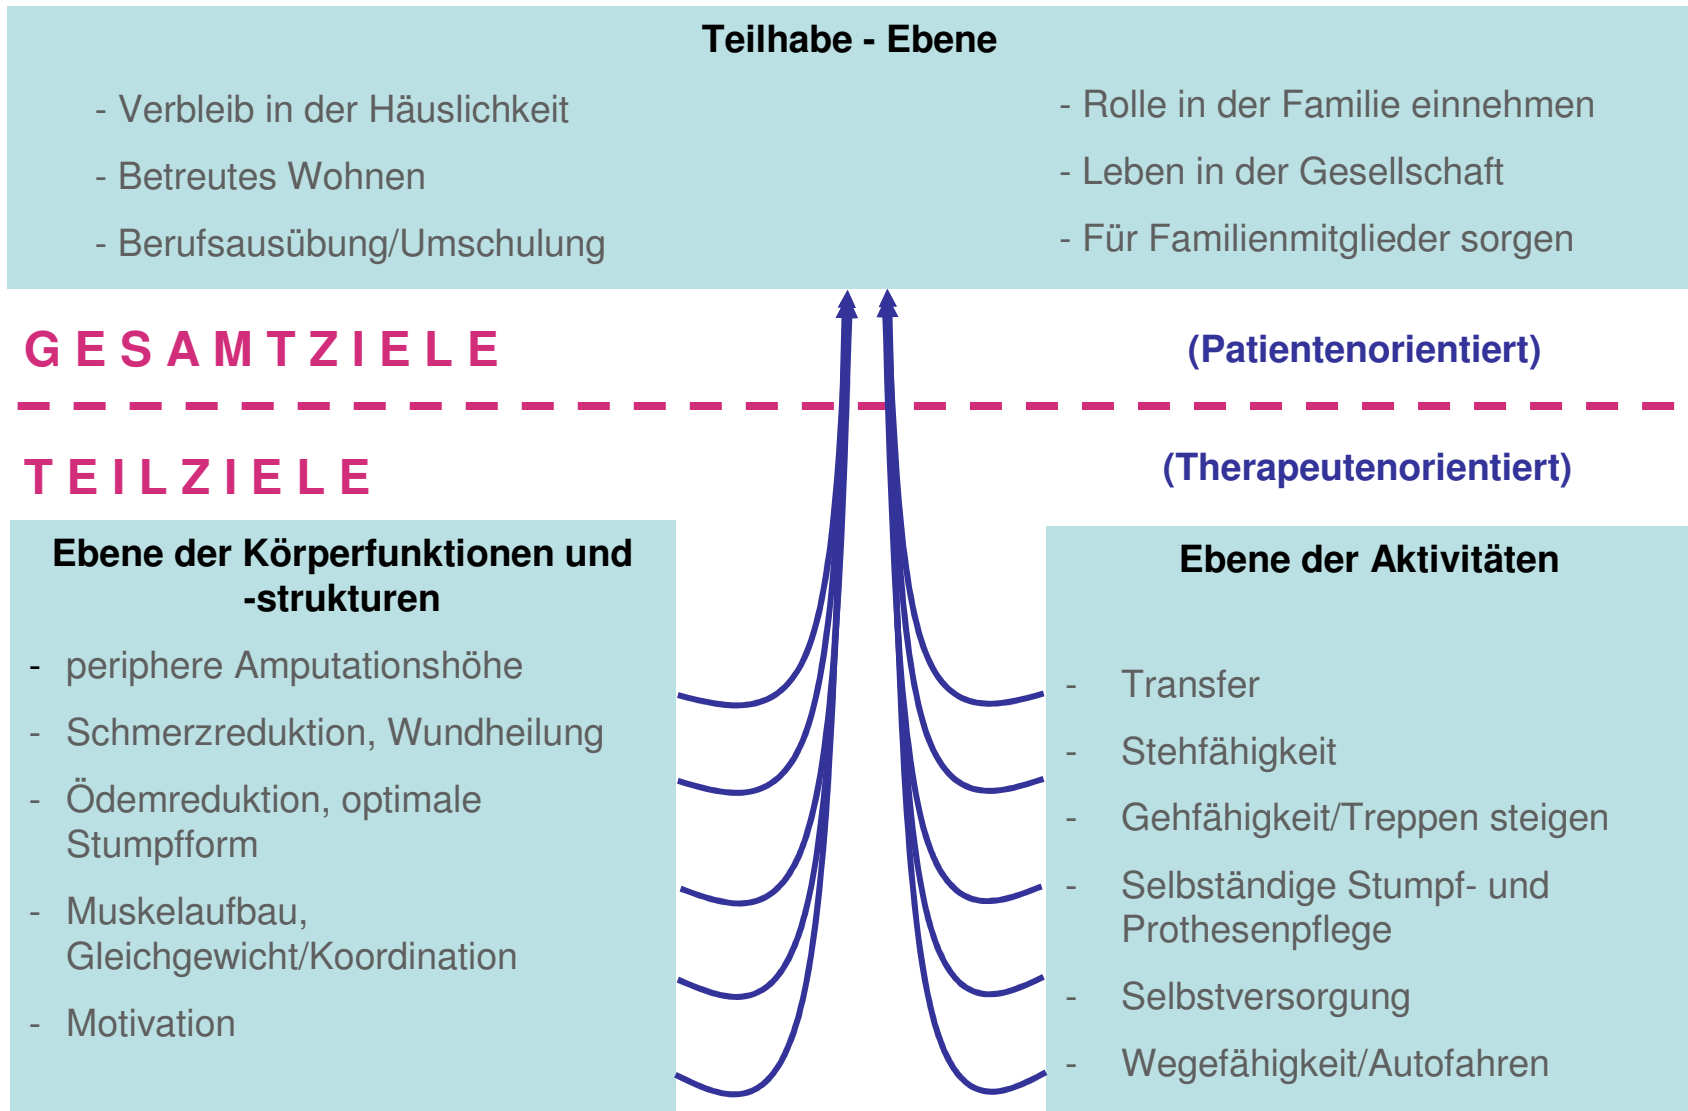 Teilhabe - Ebene
- Verbleib in der Häuslichkeit
- Betreutes Wohnen
- Berufsausübung/Umschulung
- Rolle in der Familie einnehmen
- Leben in der Gesellschaft
- Für Familienmitglieder sorgen
GESAMTZIELE
(Patientenorientiert)
TEILZIELE
(Therapeutenorientiert)
Ebene der Körperfunktionen und
-strukturen
- periphere Amputationshöhe
- Schmerzreduktion, Wundheilung
- Ödemreduktion, optimale
Stumpfform
- Muskelaufbau,
Gleichgewicht/Koordination
- Motivation
Ebene der Aktivitäten
- Transfer
- Stehfähigkeit
- Gehfähigkeit/Treppen steigen
- Selbständige Stumpf- und
Prothesenpflege
- Selbstversorgung
- Wegefähigkeit/Autofahren